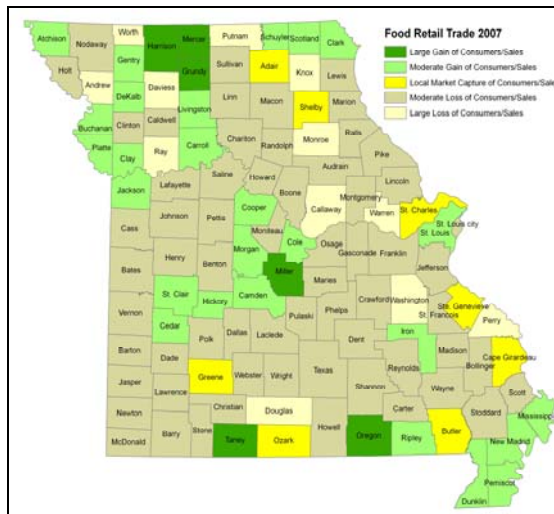 Food Retail Trade 2007
Large Gain of Consumers/Sales
Moderate Gain of Consumers/Sales
Local Market Capture of Consumers/Sales
Moderate Loss of Consumers/Sales
Large Loss of Consumers/Sales
Atchison
Nodaway
Worth
Harrison
Mercer
Putnam
Schuyler
Scotland
Clark
Gentry
Holt
Grundy
Sullivan
Adair
Knox
Lewis
Andrew
DeKalb
Daviess
Livingston
Linn
Macon
Shelby
Marion
Buchanan
Clinton
Caldwell
Chariton
Randolph
Monroe
Ralls
Platte
Clay
Ray
Carroll
Audrain
Pike
Howard
Saline
Boone
Lincoln
Jackson
Lafayette
Cooper
Callaway
Montgomery
Warren
St. Charles
St. Louis city
St. Louis
Johnson
Pettis
Moniteau
Cole
Osage
Gasconade
Franklin
Cass
Morgan
Jefferson
Bates
Henry
Benton
Miller
Maries
Crawford
Washington
Ste. Genevieve
St. Francois
Perry
St. Clair
Hickory
Camden
Pulaski
Phelps
Vernon
Cedar
Polk
Dallas
Laclede
Dent
Iron
Madison
Cape Girardeau
Bollinger
Barton
Dade
Reynolds
Texas
Jasper
Greene
Webster
Wright
Shannon
Wayne
Scott
Lawrence
Carter
Stoddard
Mississippi
Newton
Christian
Douglas
Howell
Oregon
Ripley
Butler
New Madrid
McDonald
Barry
Stone
Taney
Ozark
Pemiscot
Dunklin